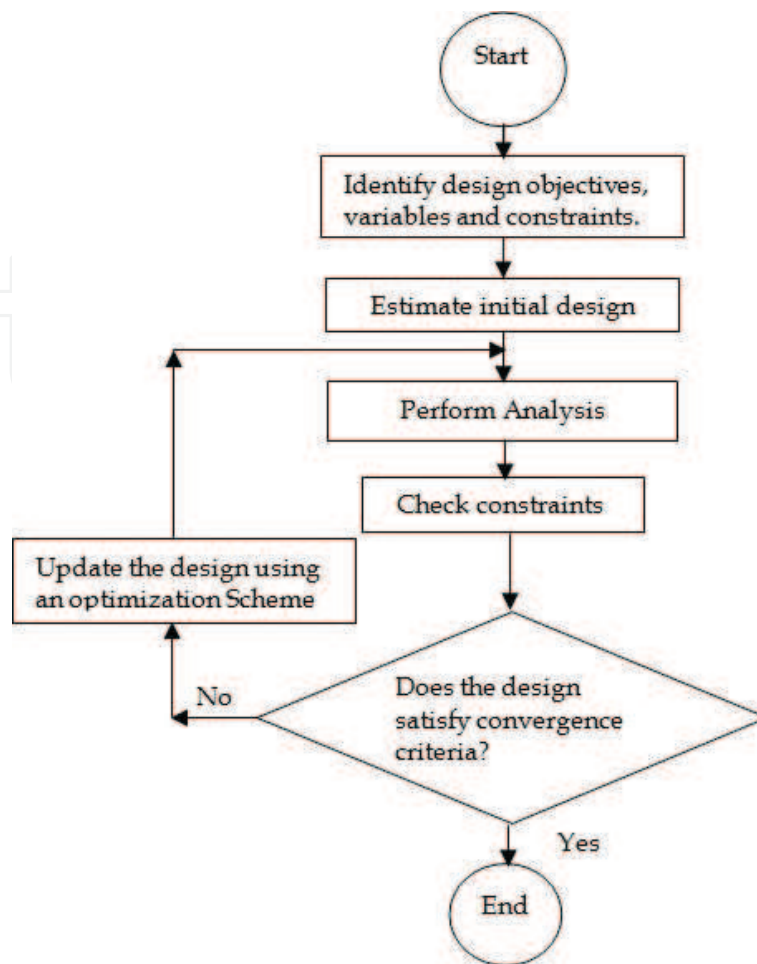 Start
Identify design objectives,
variables and constraints.
Estimate initial design
Perform Analysis
Check constraints
Update the design using
an optimization Scheme
No
Does the design
satisfy convergence
criteria?
Yes
End